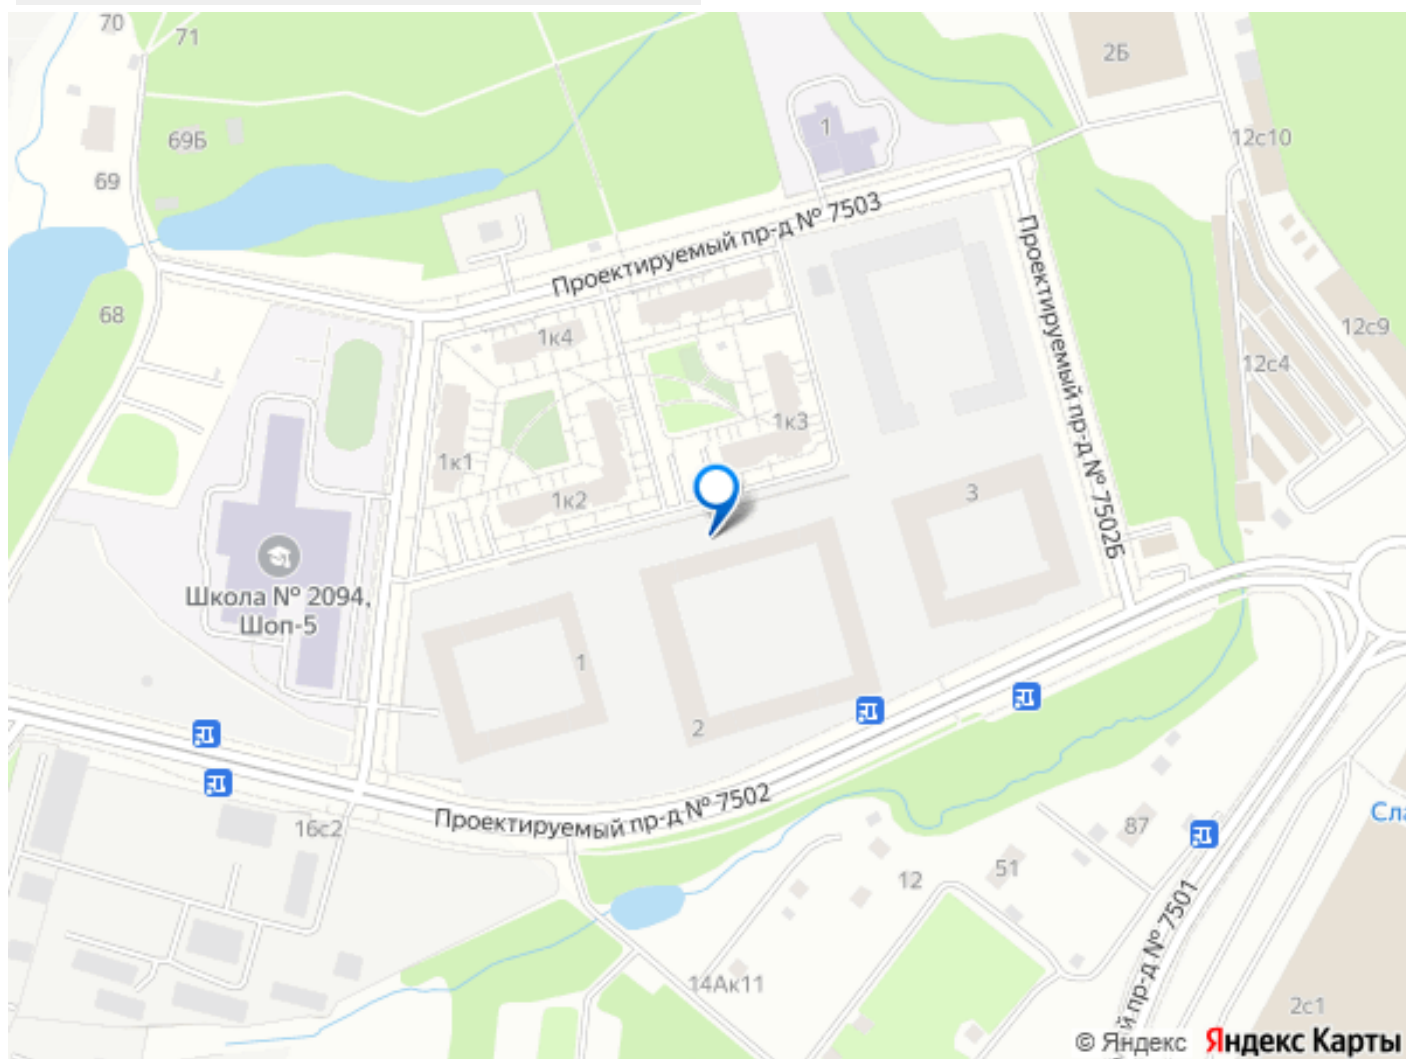 70
71
2Б
1
12с10
69Б
69
Проектируемый пр-д № 7503
Проектируемый пр-д № 7502Б
68
1к4
12с9
12с4
1к3
1к1
1к2
3
Школа № 2094,
Шоп-5
1
2
Проектируемый пр-д № 7502
16с2
Сла
87
51
12
й пр-д № 7501
14Ак11
2с1
© Яндекс Яндекс Карты